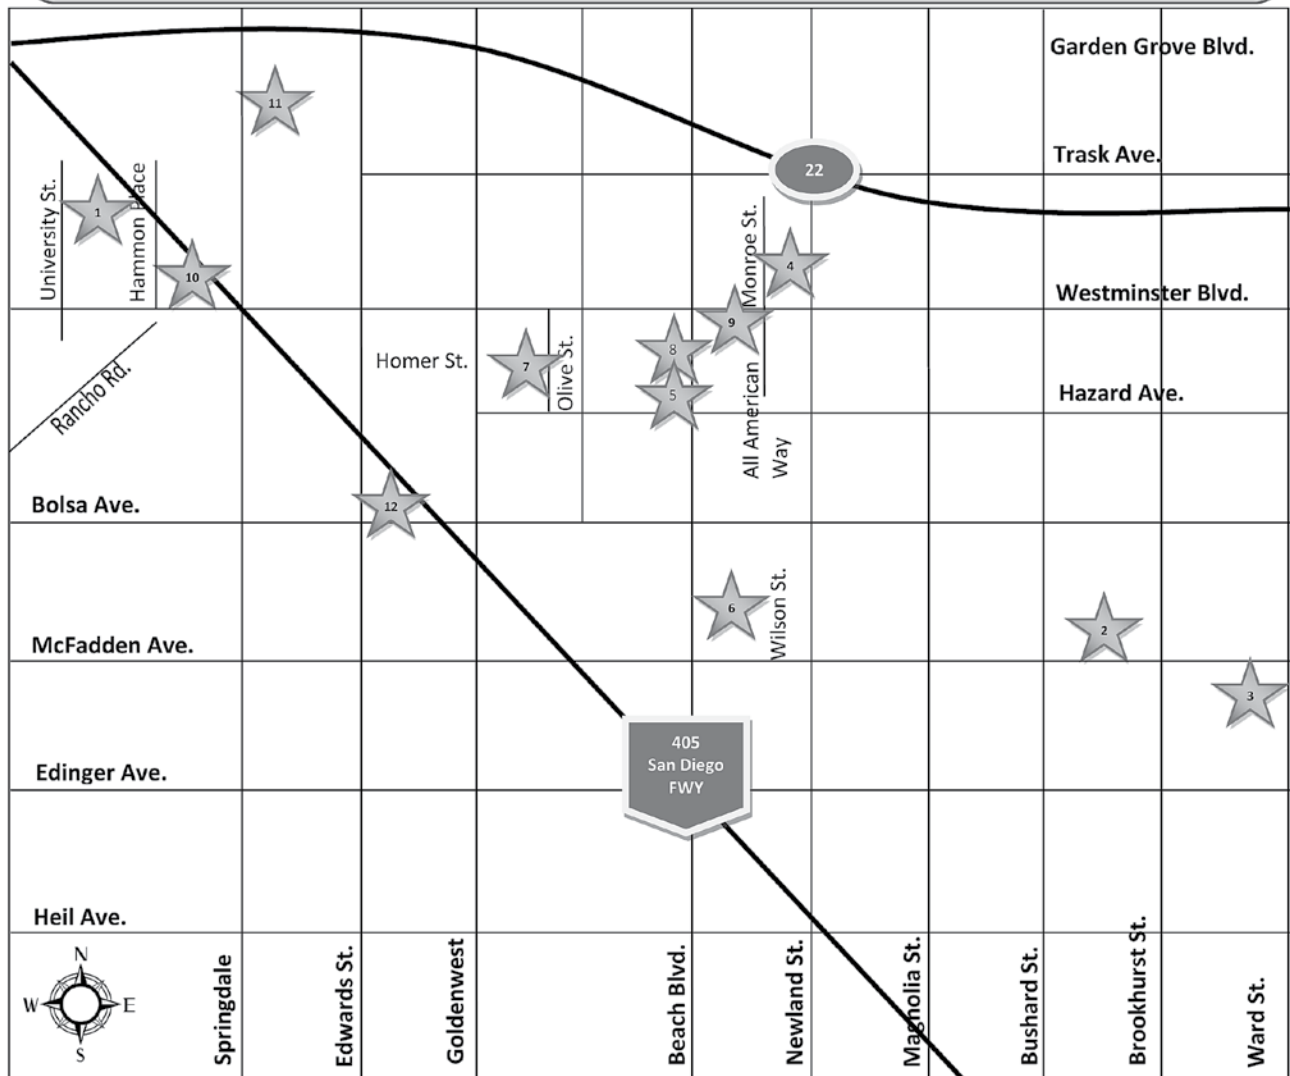 Garden Grove Blvd.
11
Trask Ave.
22
University St.
1
Hammon Place
10
Monroe St.
4
Westminster Blvd.
9
Homer St.
7
Olive St.
8
5
Hazard Ave.
Rancho Rd.
All American
Way
Bolsa Ave.
12
6
Wilson St.
2
McFadden Ave.
3
405
San Diego
FWY
Edinger Ave.
Heil Ave.
N
W
E
S
Springdale
Edwards St.
Goldenwest
Beach Blvd.
Newland St.
Magnolia St.
Bushard St.
Brookhurst St.
Ward St.